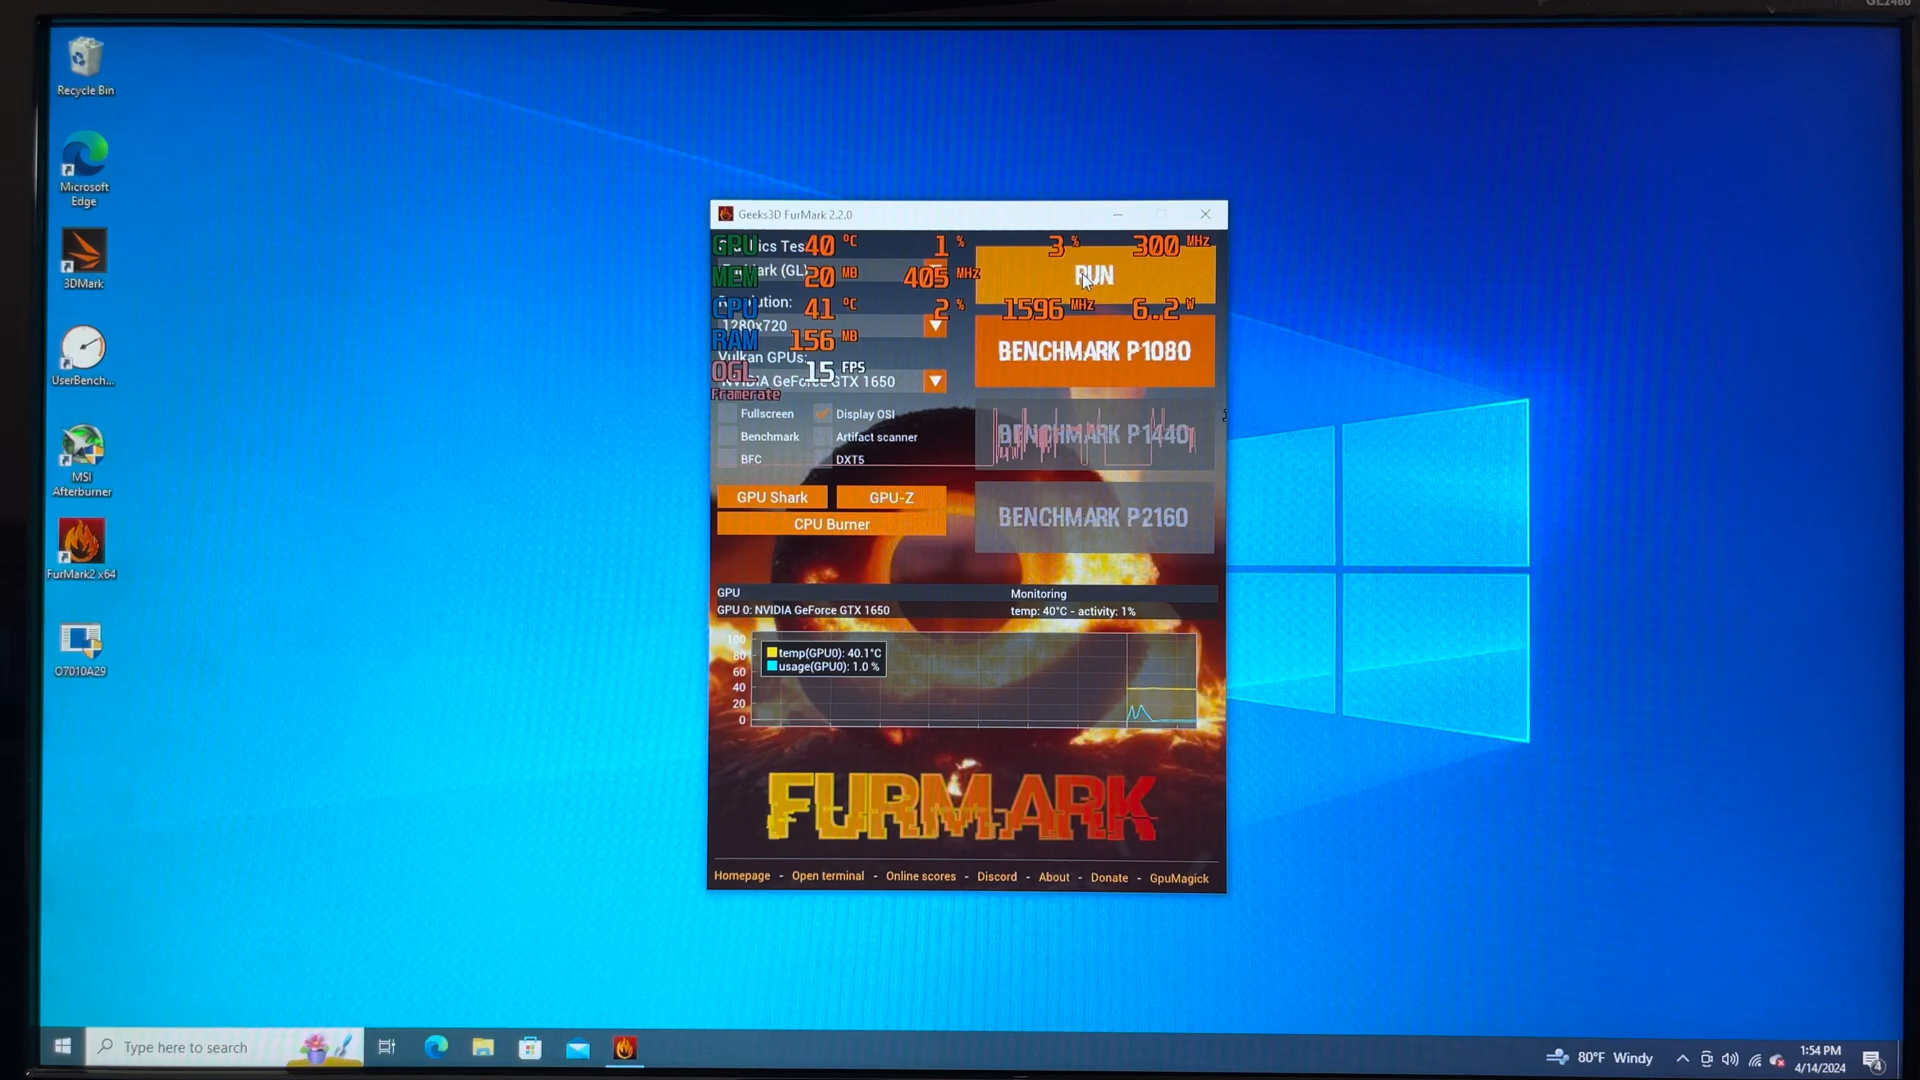 Recycle Bin
Microsoft
Edge
3DMark
UserBench...
MSI
Afterburner
FurMark2 x64
O7010A29
Geeks3D FurMark 2.2.0
GPU 40 °C 1 % 3 % 300 MHz
MEM 20 MB 405 MHz
CPU 41 °C 2 % 1596 MHz 6.2 W
RAM 156 MB
OGL 15 FPS
Framerate
RUN
1280x720
Vulkan GPUs:
NVIDIA GeForce GTX 1650
Fullscreen
Display OSI
Benchmark
Artifact scanner
BFC
DXT5
GPU Shark
GPU-Z
CPU Burner
BENCHMARK P1080
BENCHMARK P1440
BENCHMARK P2160
GPU
Monitoring
GPU 0: NVIDIA GeForce GTX 1650
temp: 40°C - activity: 1%
100
80
60
40
20
0
temp(GPU0): 40.1°C
usage(GPU0): 1.0 %
FURMARK
Homepage - Open terminal - Online scores - Discord - About - Donate - GpuMagick
Type here to search
80°F Windy
1:54 PM
4/14/2024
4